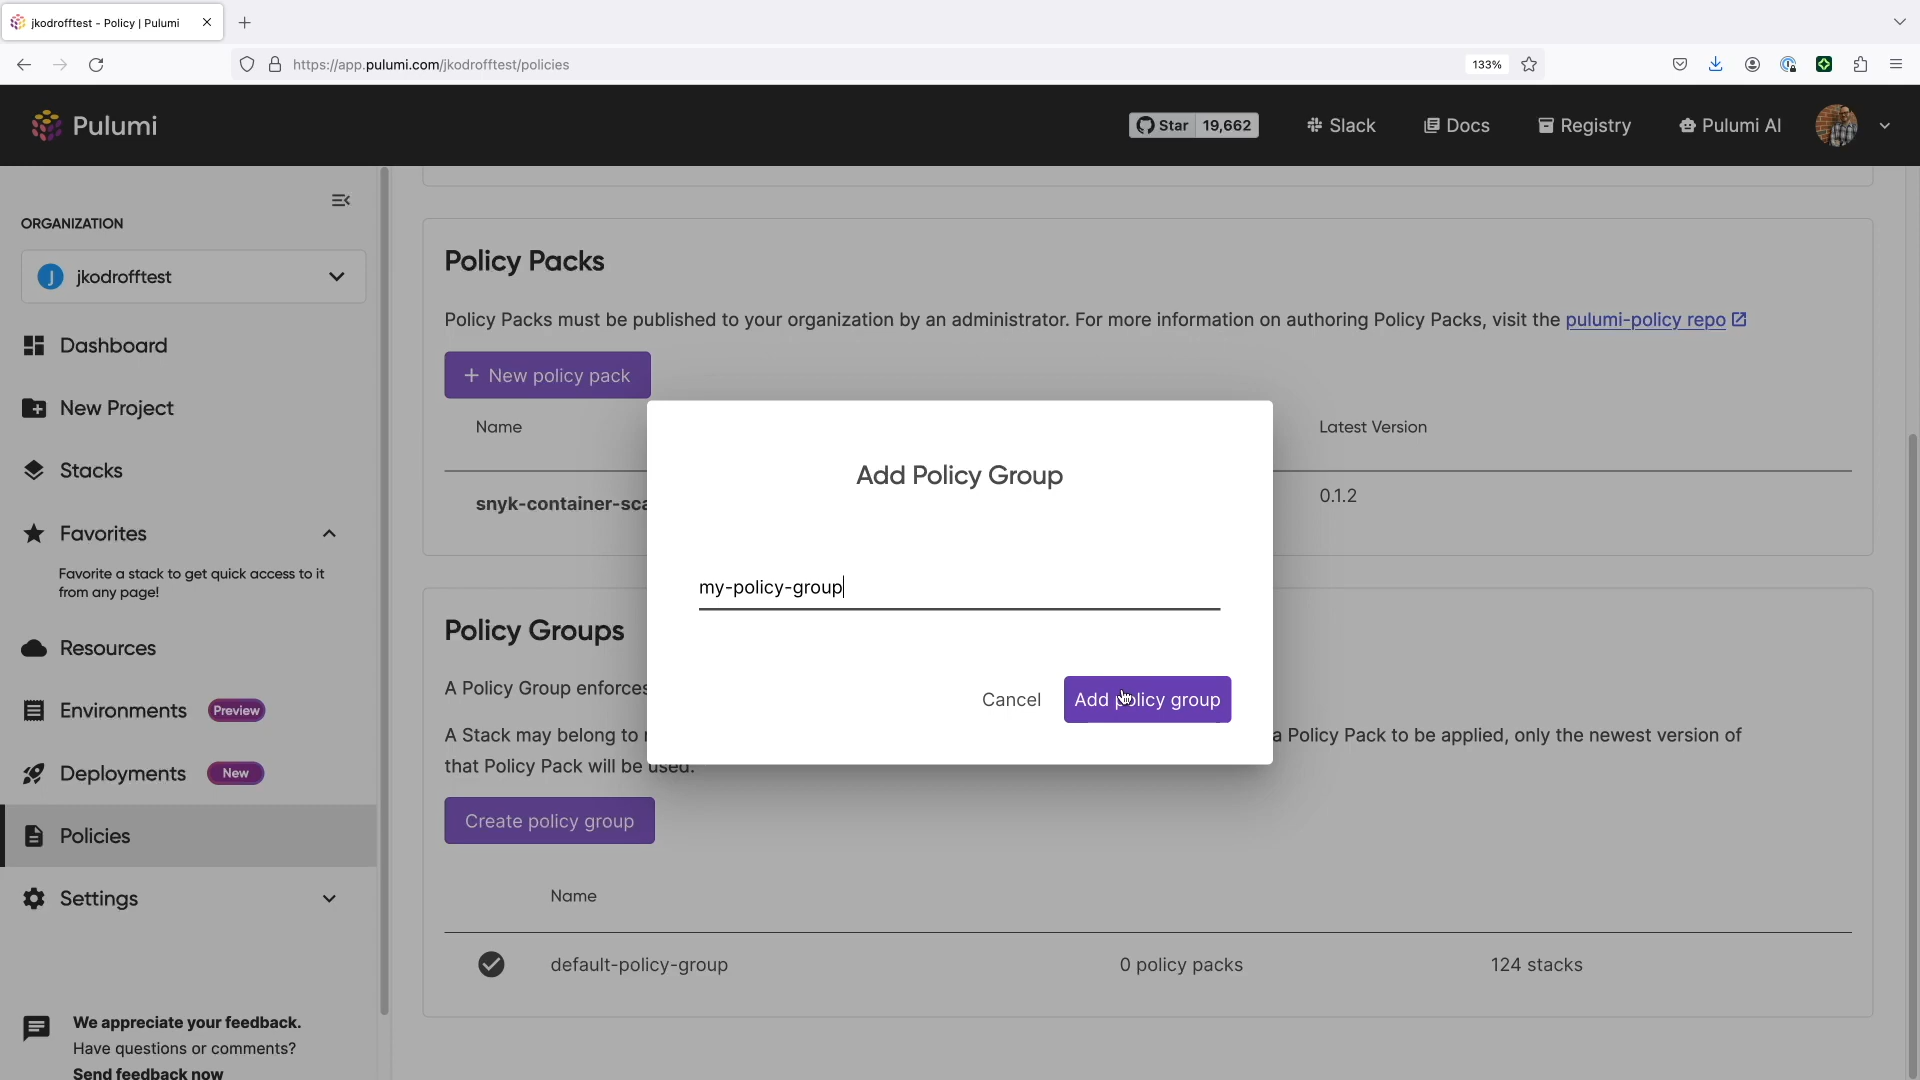 jkodrofftest - Policy | Pulumi
https://app.pulumi.com/jkodrofftest/policies
133%
Pulumi
Star 19,662
Slack
Docs
Registry
Pulumi AI
ORGANIZATION
J jkodrofftest
Dashboard
New Project
Stacks
Favorites
Favorite a stack to get quick access to it
from any page!
Resources
Environments Preview
Deployments New
Policies
Settings
We appreciate your feedback.
Have questions or comments?
Send feedback now
Policy Packs
Policy Packs must be published to your organization by an administrator. For more information on authoring Policy Packs, visit the pulumi-policy repo
+ New policy pack
Name Latest Version
snyk-container-sca 0.1.2
Add Policy Group
my-policy-group
Cancel Add policy group
Policy Groups
A Policy Group enforces
A Stack may belong to a Policy Pack to be applied, only the newest version of
that Policy Pack will be used.
Create policy group
Name
default-policy-group 0 policy packs 124 stacks